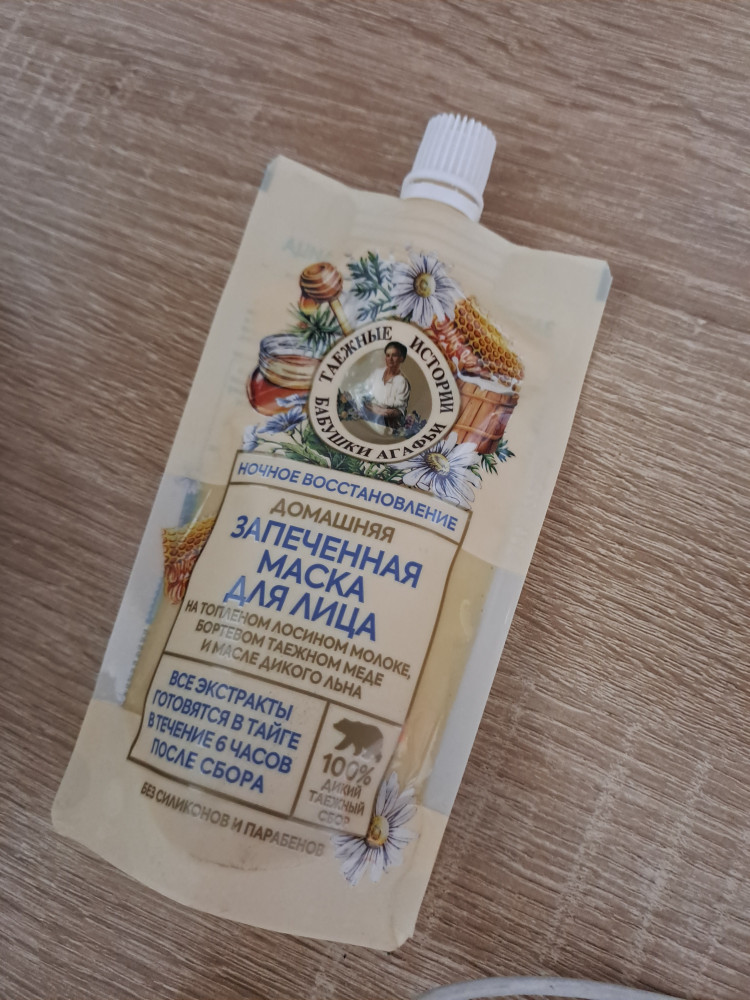 ТАЕЖНЫЕ ИСТОРИИ
БАБУШКИ АГАФЬИ
НОЧНОЕ ВОССТАНОВЛЕНИЕ
ДОМАШНЯЯ
ЗАПЕЧЕННАЯ
МАСКА
ДЛЯ ЛИЦА
НА ТОПЛЕНОМ ЛОСИНОМ МОЛОКЕ,
БОРТЕВОМ ТАЕЖНОМ МЕДЕ
И МАСЛЕ ДИКОГО ЛЬНА
ВСЕ ЭКСТРАКТЫ
ГОТОВЯТСЯ В ТАЙГЕ
В ТЕЧЕНИЕ 6 ЧАСОВ
ПОСЛЕ СБОРА
100%
ДИКИЙ
ТАЕЖНЫЙ
СБОР
БЕЗ СИЛИКОНОВ И ПАРАБЕНОВ